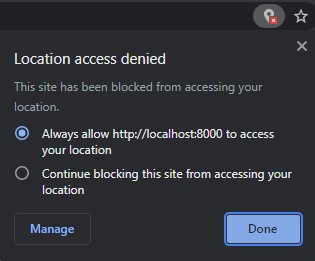 Location access denied
This site has been blocked from accessing your
location.
Always allow http://localhost:8000 to access
your location
Continue blocking this site from accessing your
location
Manage
Done